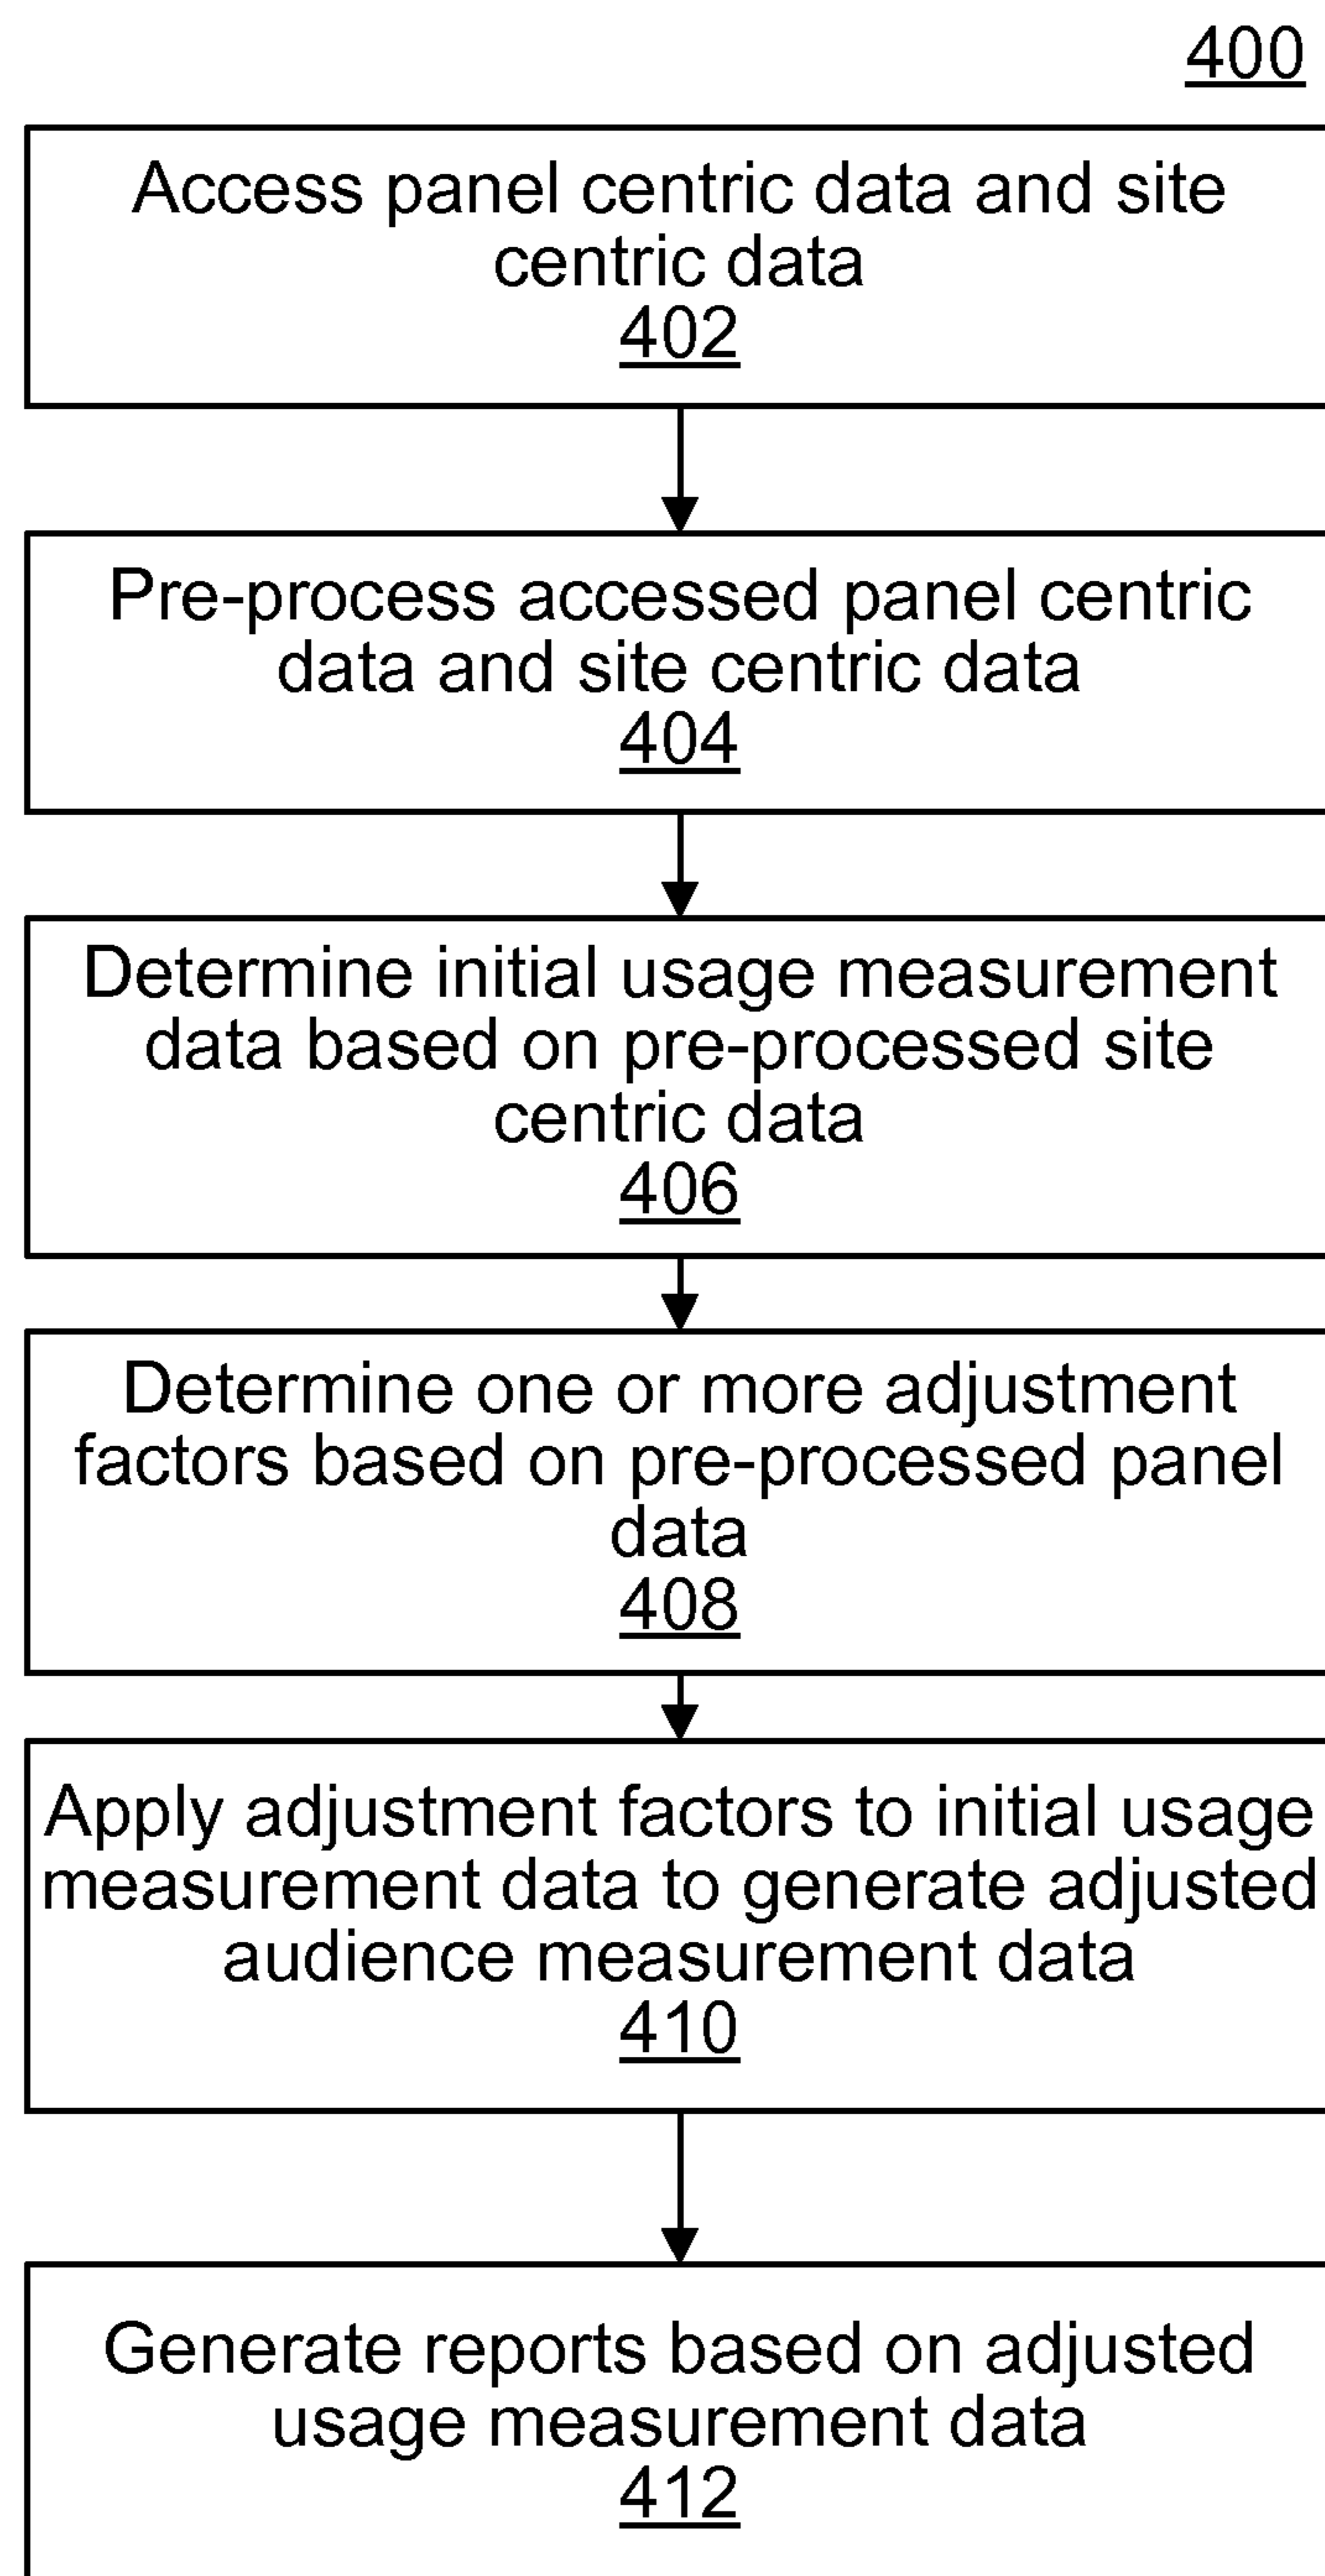 400
Access panel centric data and site
centric data
402
Pre-process accessed panel centric
data and site centric data
404
Determine initial usage measurement
data based on pre-processed site
centric data
406
Determine one or more adjustment
factors based on pre-processed panel
data
408
Apply adjustment factors to initial usage
measurement data to generate adjusted
audience measurement data
410
Generate reports based on adjusted
usage measurement data
412